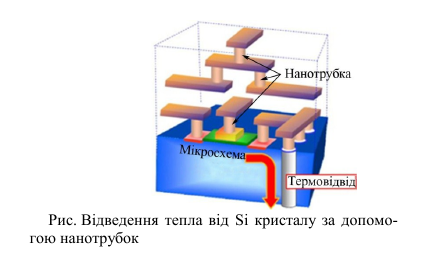 Нанотрубка
Мікросхема
Термовідвід
Рис. Відведення тепла від Si кристалу за допомо-
гою нанотрубок